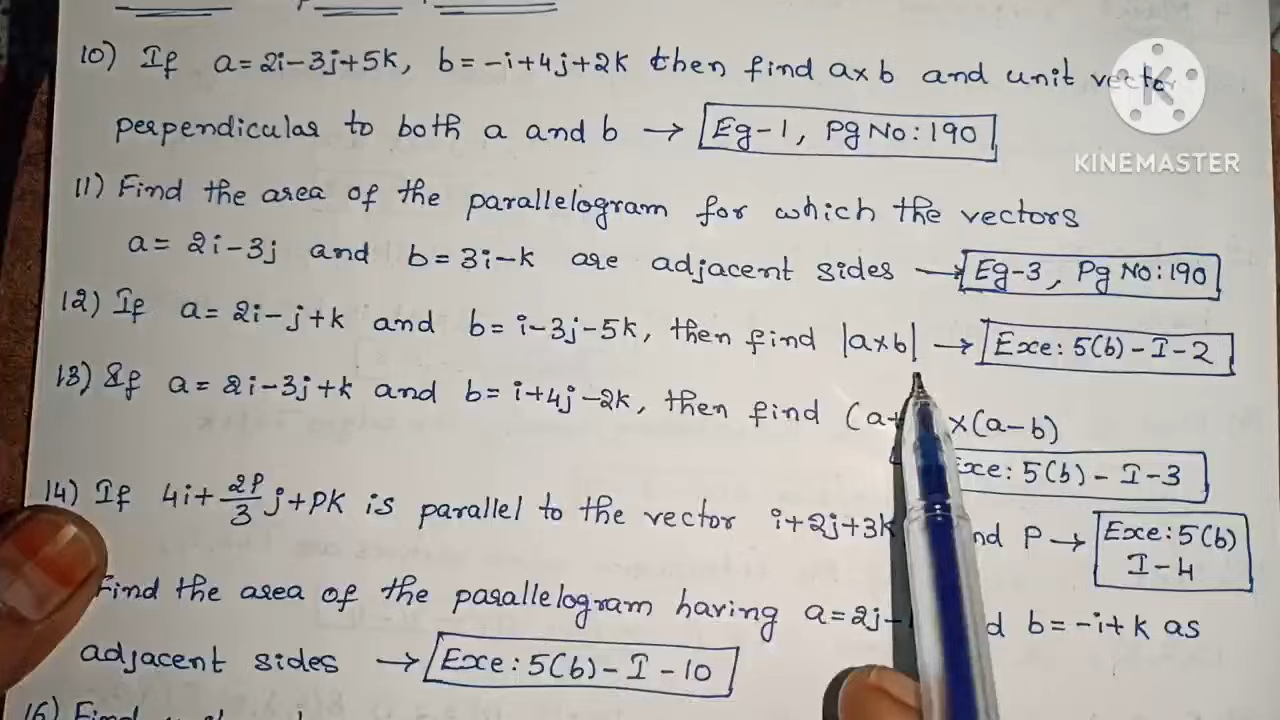 10) If a=2i-3j+5k, b=-i+4j+2k then find axb and unit vector
perpendicular to both a and b → Eg-1, Pg No:190
KINEMASTER
11) Find the area of the parallelogram for which the vectors
a= 2i-3j and b=3i-k are adjacent sides → Eg-3, Pg No:190
12) If a= 2i-j+k and b= i-3j-5k, then find |axb| → Exe: 5(b)-I-2
13) If a= 2i-3j+k and b= i+4j-2k, then find (a+ x(a-b)
Exe: 5(b)-I-3
14) If 4i+2P/3 j+PK is parallel to the vector i+2j+3k nd P → Exe:5(b) I-4
Find the area of the parallelogram having a=2j- d b=-i+k as
adjacent sides → Exe: 5(b)-I-10
16) Find